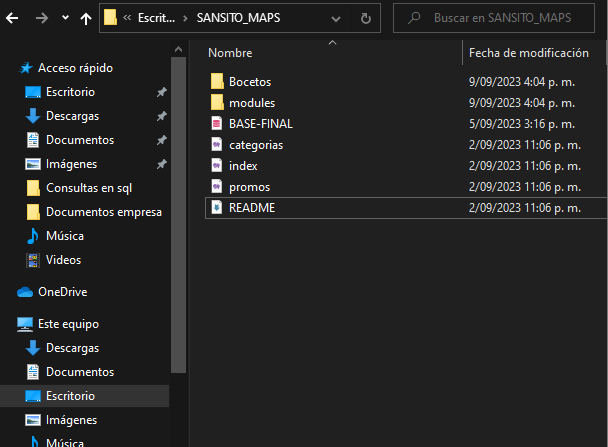 « Escrit... > SANSITO_MAPS
Buscar en SANSITO_MAPS
Nombre
Fecha de modificación
Acceso rápido
Escritorio
Descargas
Documentos
Imágenes
Consultas en sql
Documentos empresa
Música
Videos
OneDrive
Este equipo
Descargas
Documentos
Escritorio
Imágenes
Música
Bocetos 9/09/2023 4:04 p. m.
modules 9/09/2023 4:04 p. m.
BASE-FINAL 5/09/2023 3:16 p. m.
categorias 2/09/2023 11:06 p. m.
index 2/09/2023 11:06 p. m.
promos 2/09/2023 11:06 p. m.
README 2/09/2023 11:06 p. m.